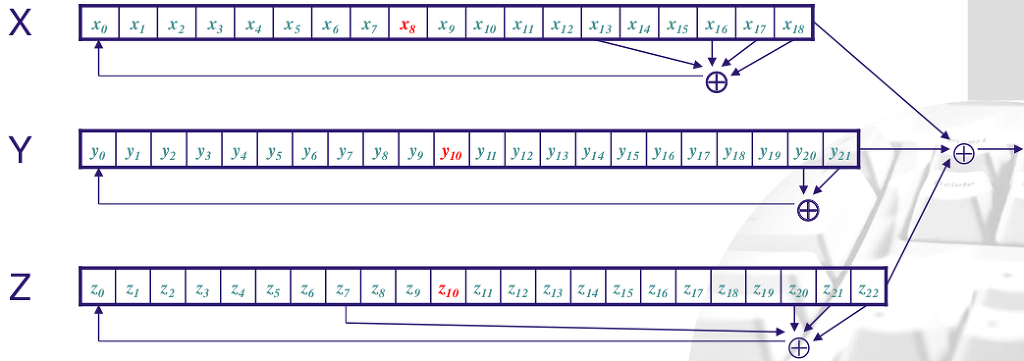 X x0 x1 x2 x3 x4 x5 x6 x7 x8 x9 x10 x11 x12 x13 x14 x15 x16 x17 x18
Y y0 y1 y2 y3 y4 y5 y6 y7 y8 y9 y10 y11 y12 y13 y14 y15 y16 y17 y18 y19 y20 y21
Z z0 z1 z2 z3 z4 z5 z6 z7 z8 z9 z10 z11 z12 z13 z14 z15 z16 z17 z18 z19 z20 z21 z22